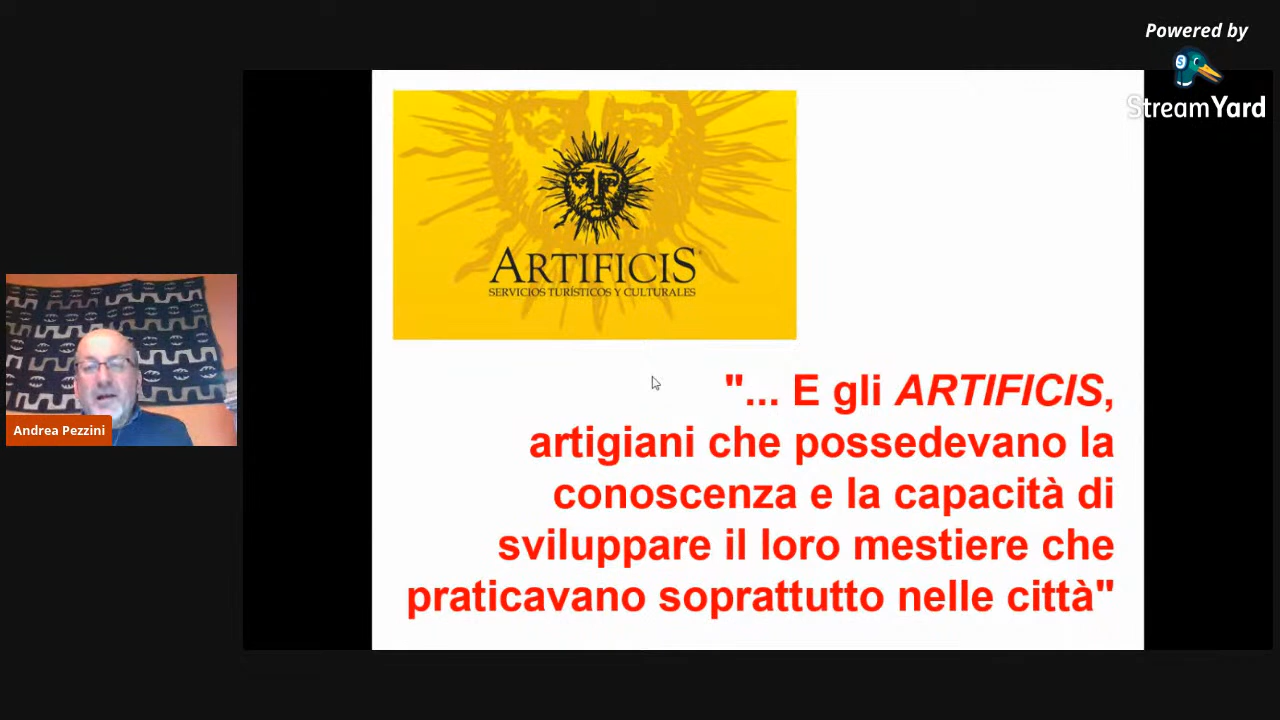 Powered by
StreamYard
ARTIFICIS
SERVICIOS TURÍSTICOS Y CULTURALES
"... E gli ARTIFICIS,
artigiani che possedevano la
conoscenza e la capacità di
sviluppare il loro mestiere che
praticavano soprattutto nelle città"
Andrea Pezzini